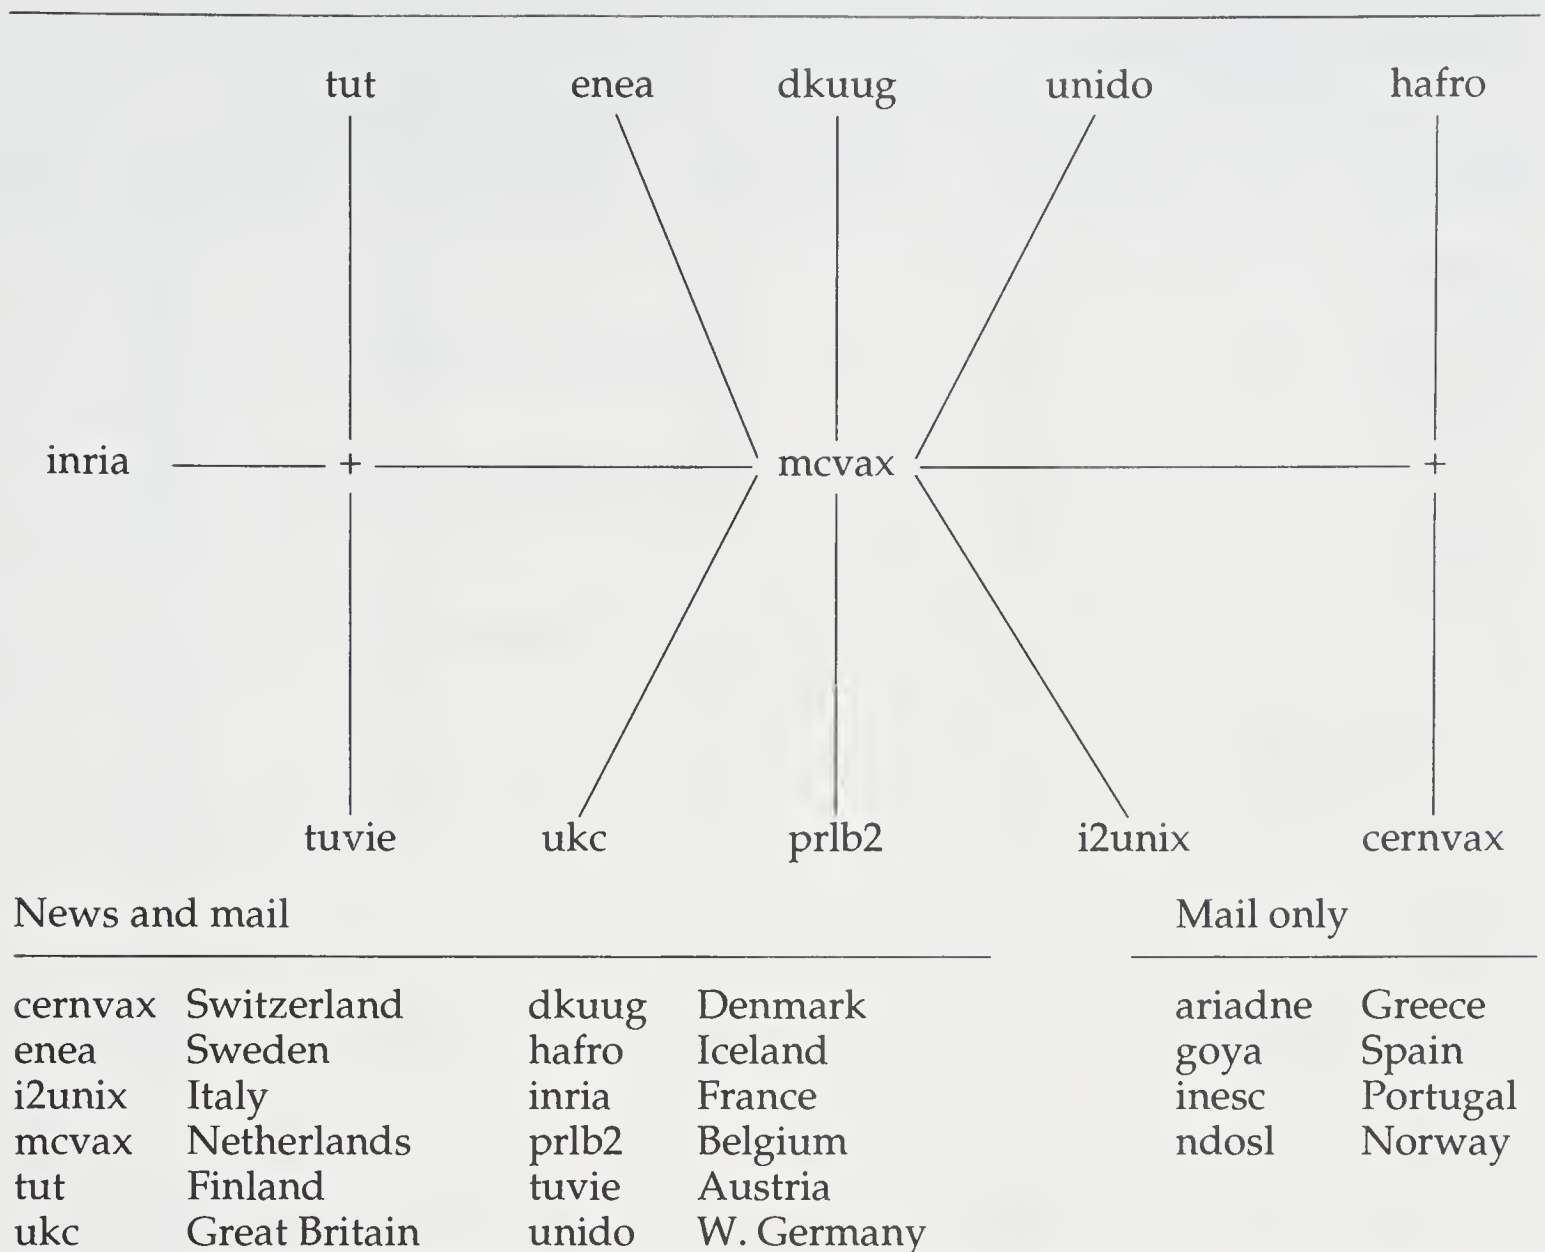 tut enea dkuug unido hafro
inria + mcvax +
tuvie ukc prlb2 i2unix cernvax
News and mail Mail only
cernvax Switzerland dkuug Denmark ariadne Greece
enea Sweden hafro Iceland goya Spain
i2unix Italy inria France inesc Portugal
mcvax Netherlands prlb2 Belgium ndosl Norway
tut Finland tuvie Austria
ukc Great Britain unido W. Germany